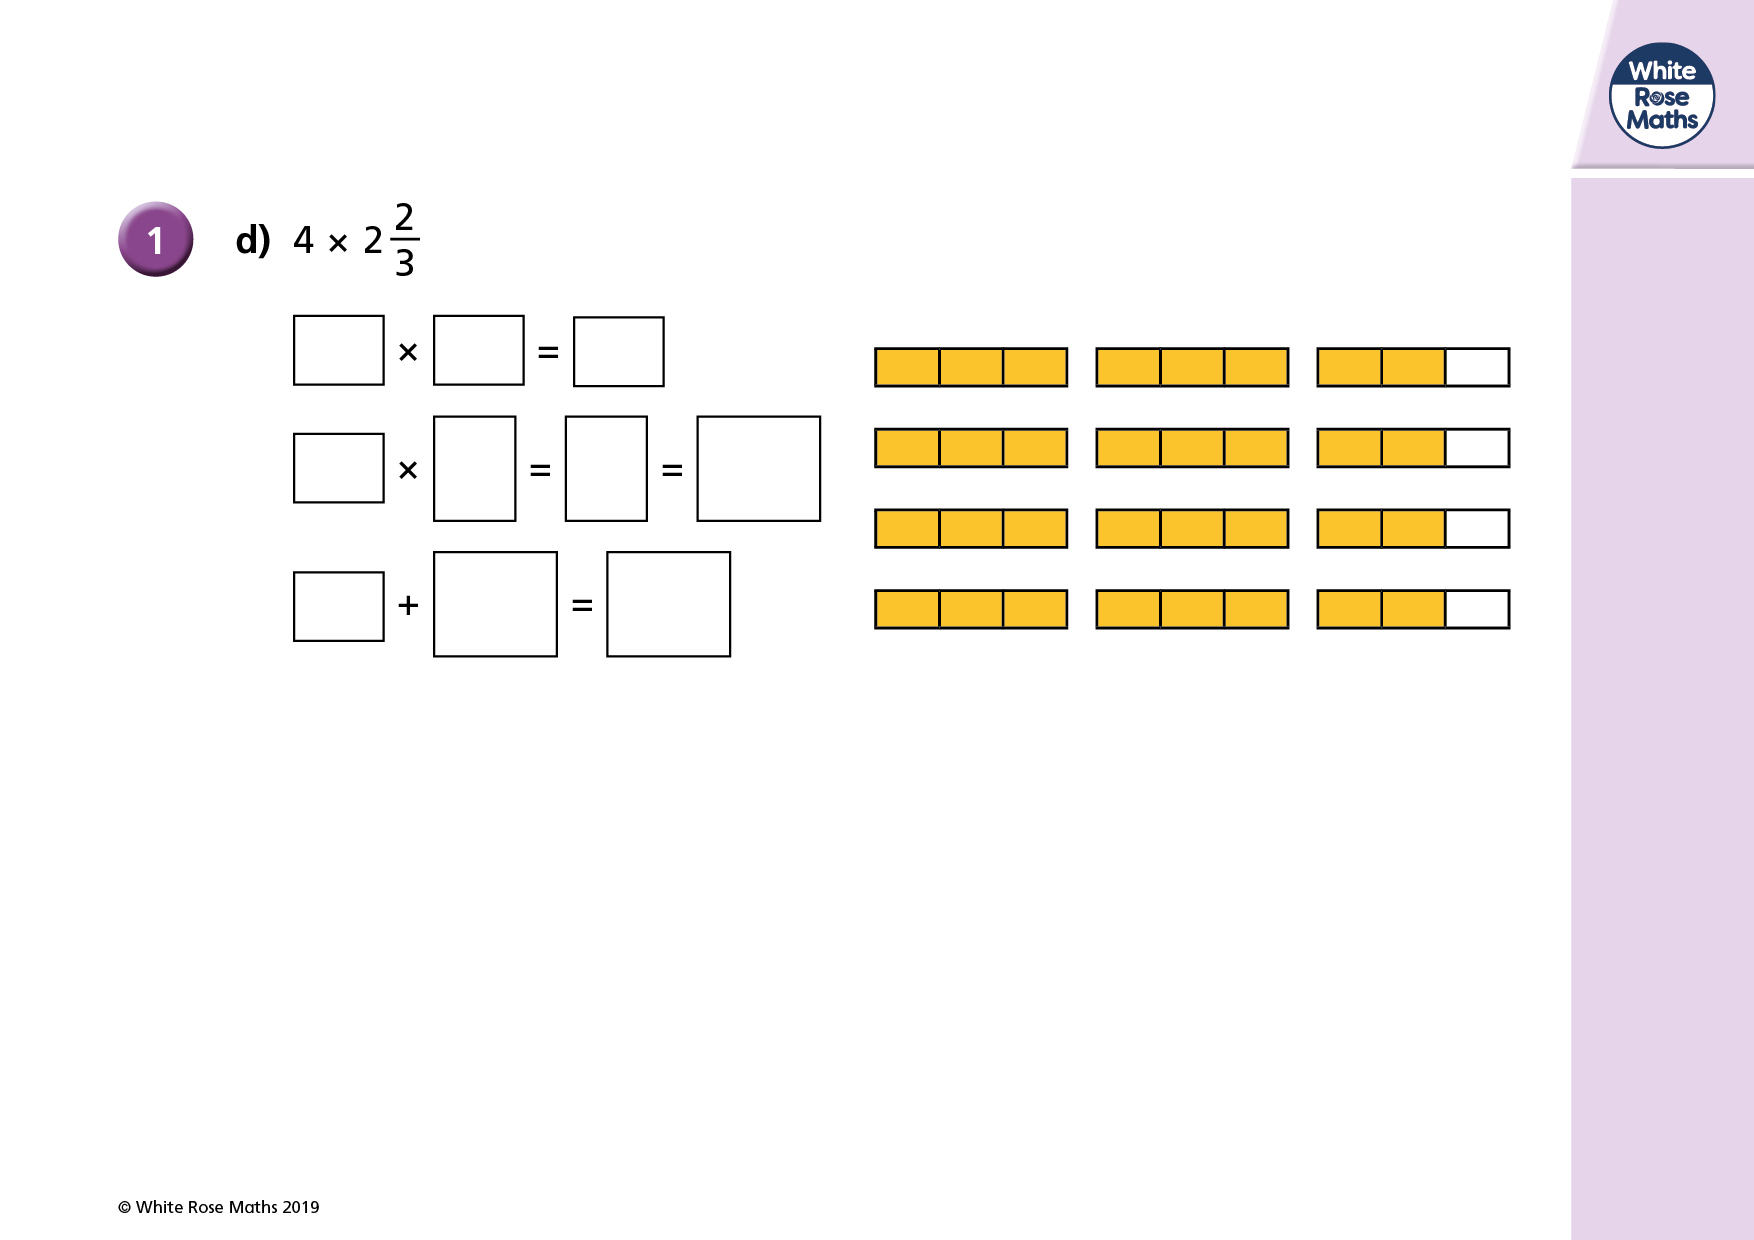 White
Rose
Maths
1 d) 4 × 2 2/3
× =
× = =
+ =
© White Rose Maths 2019